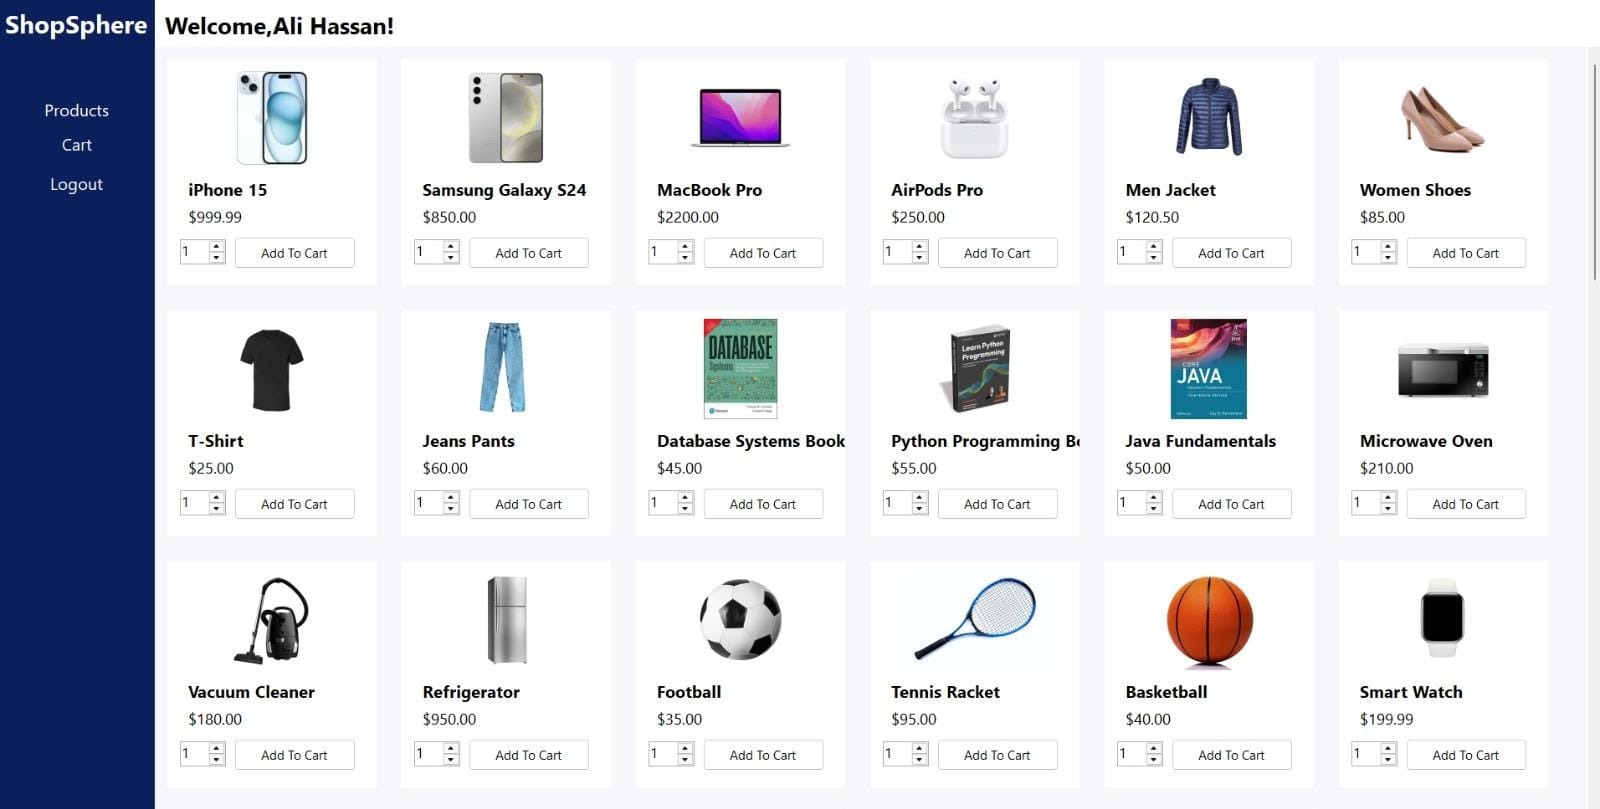 ShopSphere
Welcome,Ali Hassan!
Products
Cart
Logout
iPhone 15
$999.99
1 Add To Cart
Samsung Galaxy S24
$850.00
1 Add To Cart
MacBook Pro
$2200.00
1 Add To Cart
AirPods Pro
$250.00
1 Add To Cart
Men Jacket
$120.50
1 Add To Cart
Women Shoes
$85.00
1 Add To Cart
T-Shirt
$25.00
1 Add To Cart
Jeans Pants
$60.00
1 Add To Cart
DATABASE
Systems
Database Systems Book
$45.00
1 Add To Cart
Learn Python
Programming
Python Programming
$55.00
1 Add To Cart
CORE
JAVA
Java Fundamentals
$50.00
1 Add To Cart
Microwave Oven
$210.00
1 Add To Cart
Vacuum Cleaner
$180.00
1 Add To Cart
Refrigerator
$950.00
1 Add To Cart
Football
$35.00
1 Add To Cart
Tennis Racket
$95.00
1 Add To Cart
Basketball
$40.00
1 Add To Cart
Smart Watch
$199.99
1 Add To Cart